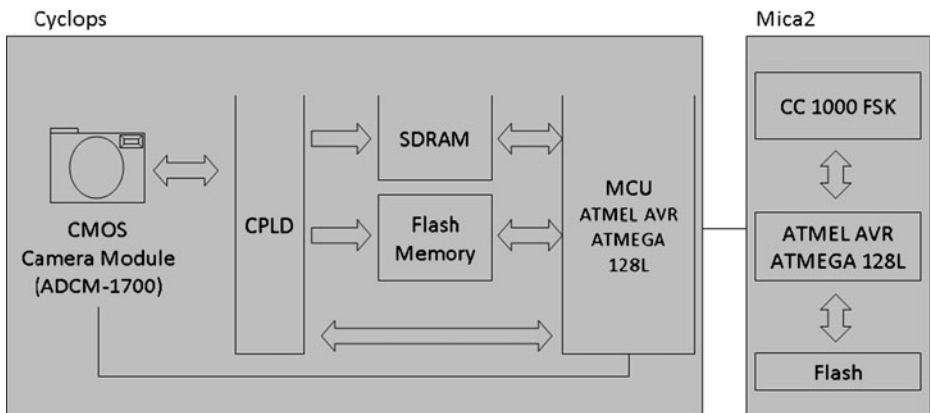 Cyclops
CMOS
Camera Module
(ADCM-1700)
CPLD
SDRAM
Flash
Memory
MCU
ATMEL AVR
ATMEGA
128L
Mica2
CC 1000 FSK
ATMEL AVR
ATMEGA 128L
Flash